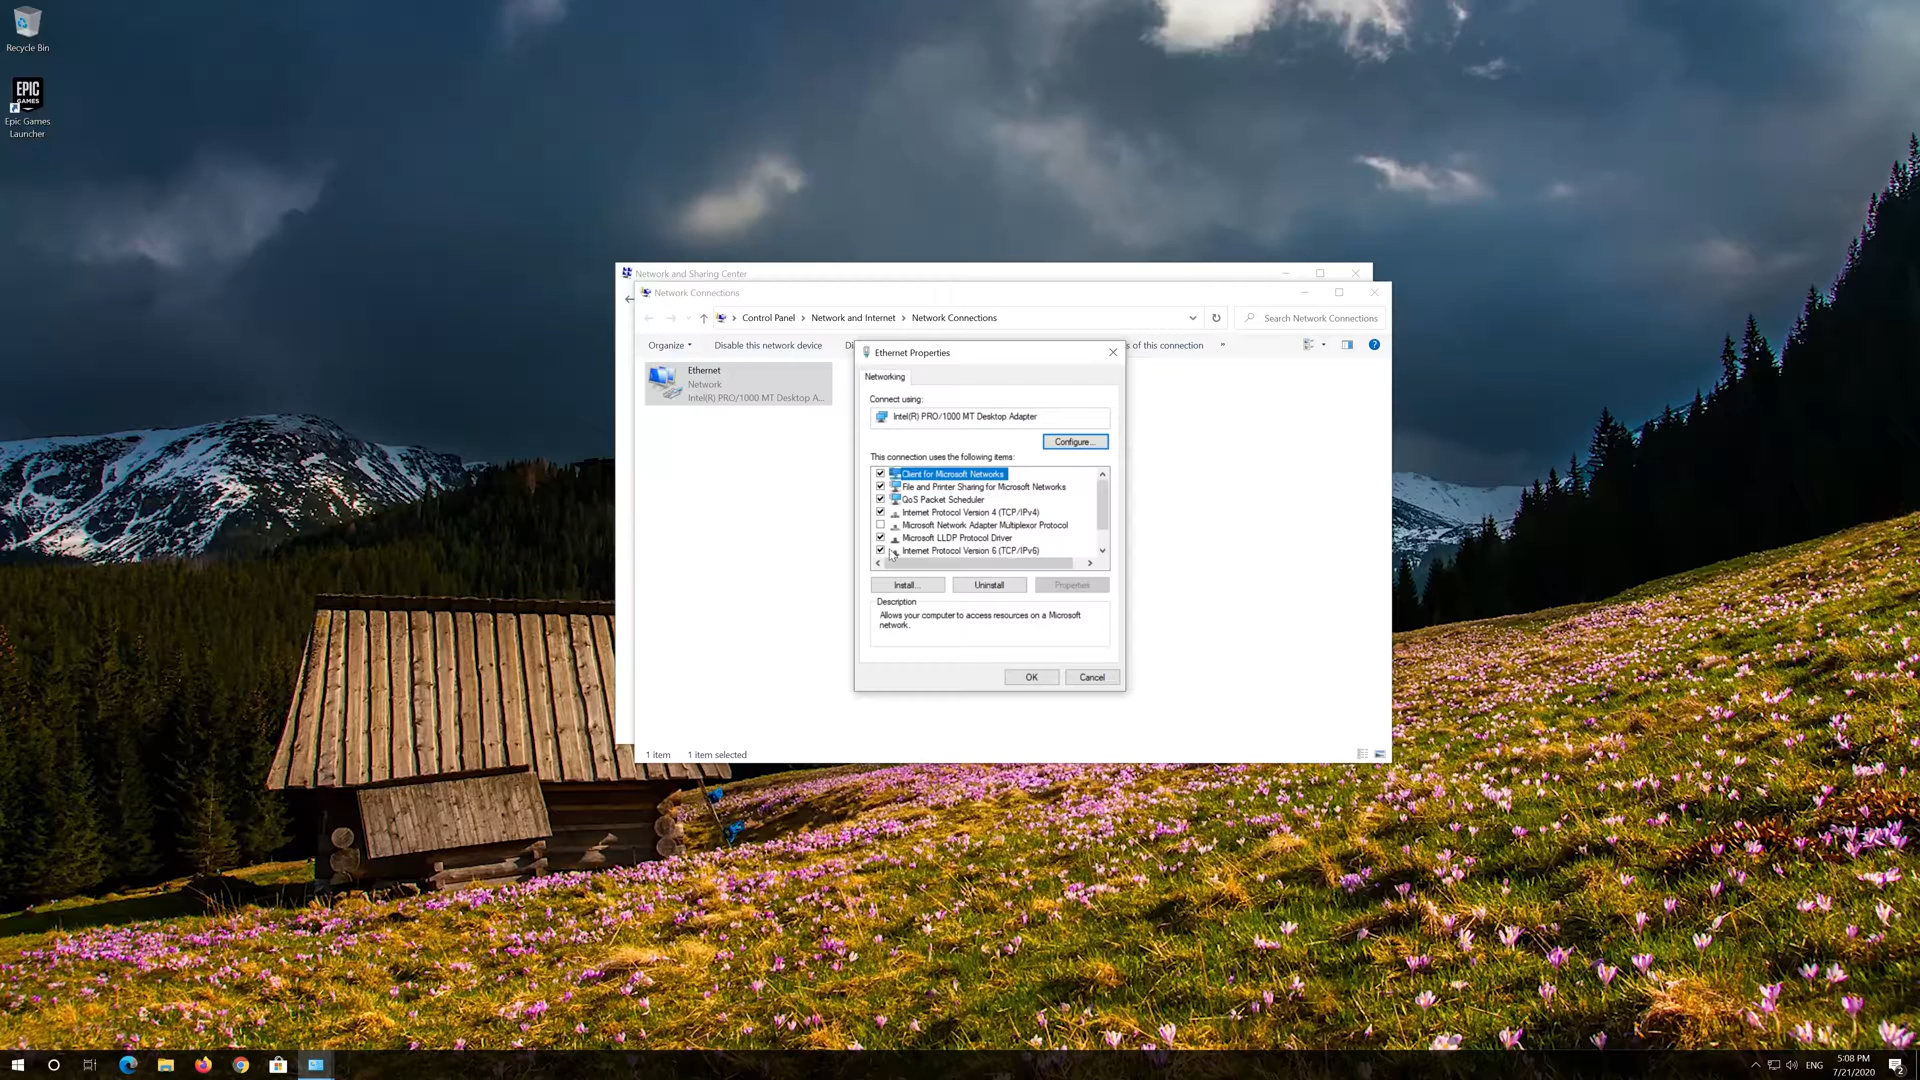 Recycle Bin
EPIC
GAMES
Epic Games
Launcher
Network and Sharing Center
Network Connections
Control Panel > Network and Internet > Network Connections
Search Network Connections
Organize
Disable this network device
Di
s of this connection
»
Ethernet
Network
Intel(R) PRO/1000 MT Desktop A...
Ethernet Properties
Networking
Connect using:
Intel(R) PRO/1000 MT Desktop Adapter
Configure...
This connection uses the following items:
Client for Microsoft Networks
File and Printer Sharing for Microsoft Networks
QoS Packet Scheduler
Internet Protocol Version 4 (TCP/IPv4)
Microsoft Network Adapter Multiplexor Protocol
Microsoft LLDP Protocol Driver
Internet Protocol Version 6 (TCP/IPv6)
Install...
Uninstall
Properties
Description
Allows your computer to access resources on a Microsoft
network.
OK
Cancel
1 item
1 item selected
ENG
5:08 PM
7/21/2020
2